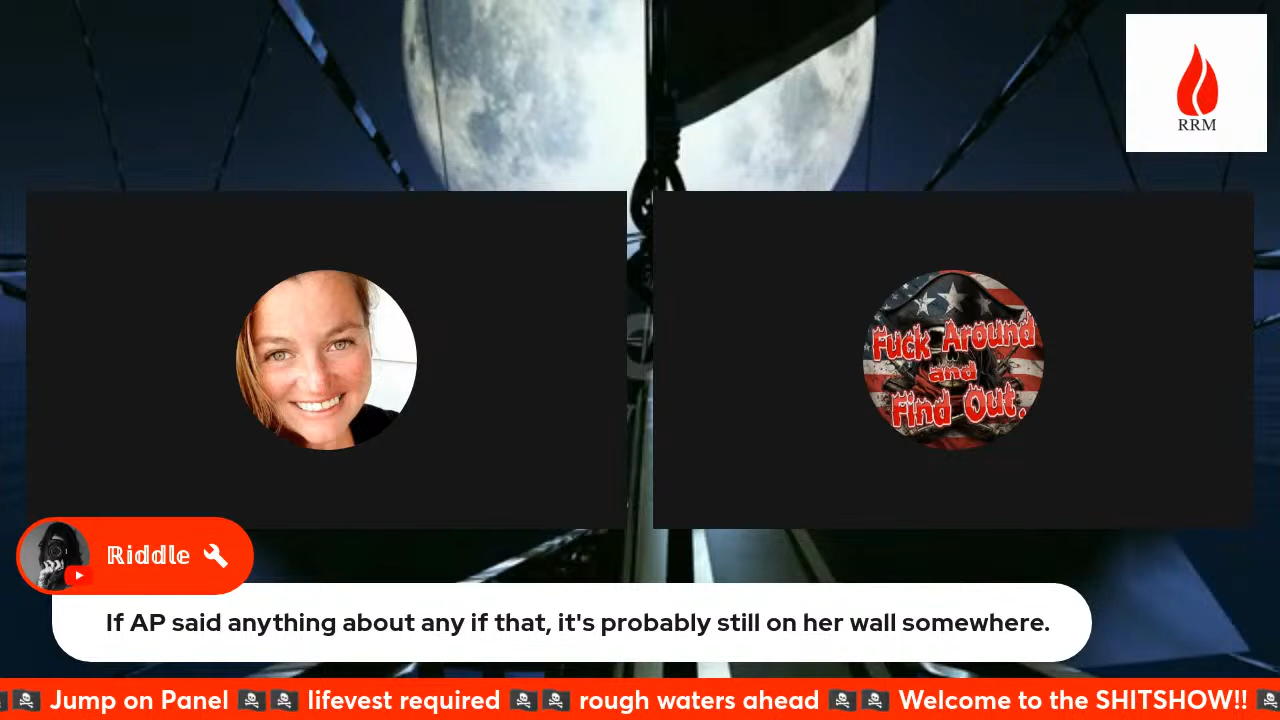 RRM
Fuck Around
and
Find Out.
ℝ𝕚𝕕𝕕𝕝𝕖
If AP said anything about any if that, it's probably still on her wall somewhere.
☠️ Jump on Panel 🏴‍☠️🏴‍☠️ lifevest required 🏴‍☠️🏴‍☠️ rough waters ahead 🏴‍☠️🏴‍☠️ Welcome to the SHITSHOW!! 🏴‍☠️